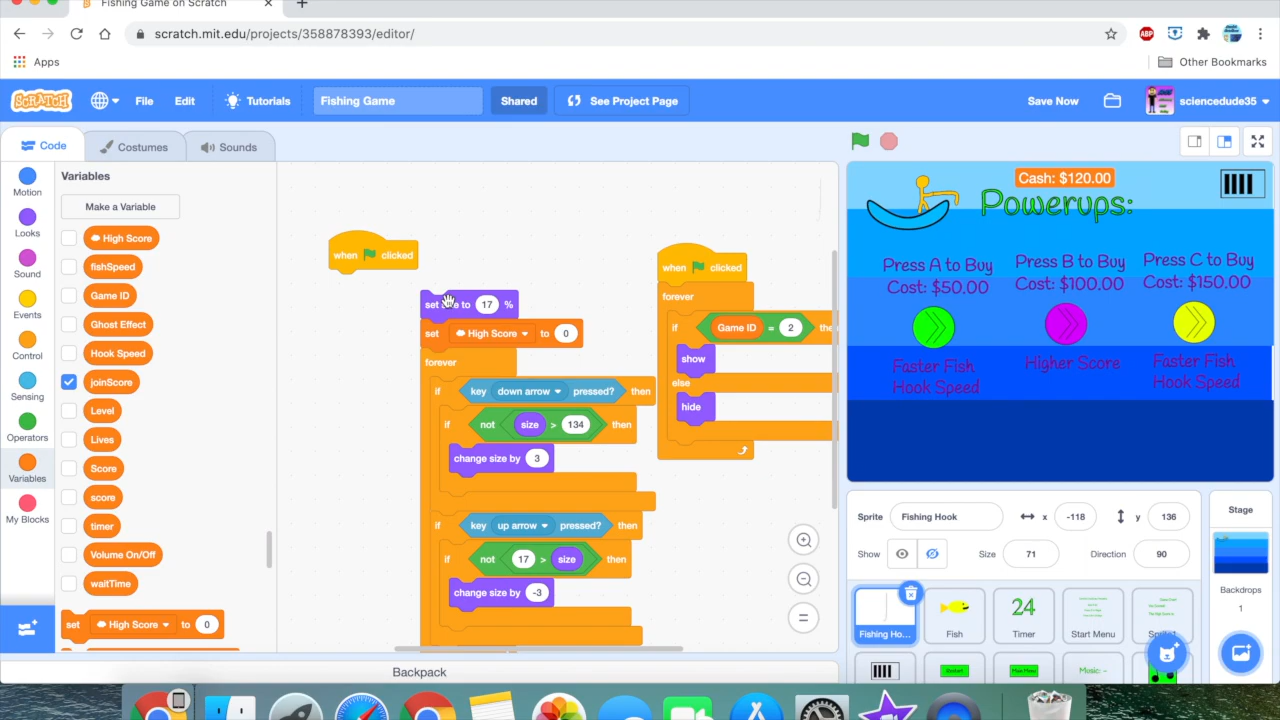 Fishing Game on Scratch
scratch.mit.edu/projects/358878393/editor/
ABP
Apps
Other Bookmarks
SCRATCH
File
Edit
Tutorials
Fishing Game
Shared
See Project Page
Save Now
sciencedude35
Code
Costumes
Sounds
Motion
Looks
Sound
Events
Control
Sensing
Operators
Variables
My Blocks
Variables
Make a Variable
High Score
fishSpeed
Game ID
Ghost Effect
Hook Speed
joinScore
Level
Lives
Score
score
timer
Volume On/Off
waitTime
set High Score to 0
when clicked
to 17 %
set High Score to 0
forever
if key down arrow pressed? then
if not size > 134 then
change size by 3
if key up arrow pressed? then
if not 17 > size then
change size by -3
when clicked
forever
if Game ID = 2
show
else
hide
Backpack
Cash: $120.00
Powerups:
Press A to Buy
Cost: $50.00
Press B to Buy
Cost: $100.00
Press C to Buy
Cost: $150.00
Faster Fish
Hook Speed
Higher Score
Faster Fish
Hook Speed
Sprite Fishing Hook x -118 y 136
Show Size 71 Direction 90
Stage
Backdrops
1
Fishing Ho...
Fish
24
Timer
Start Menu
Restart
Main Menu
Music: -